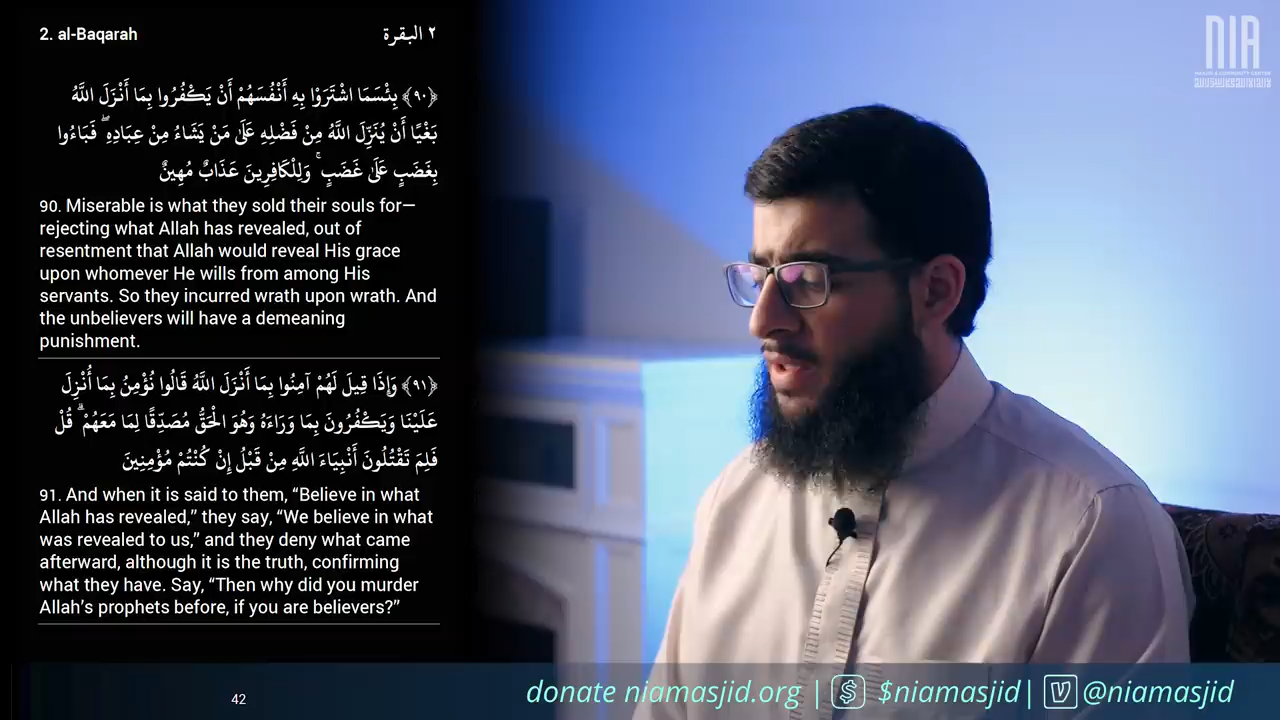 2. al-Baqarah
٢ البقرة
﴿٩٠﴾ بِئْسَمَا اشْتَرَوْا بِهِ أَنْفُسَهُمْ أَنْ يَكْفُرُوا بِمَا أَنْزَلَ اللَّهُ
بَغْيًا أَنْ يُنَزِّلَ اللَّهُ مِنْ فَضْلِهِ عَلَىٰ مَنْ يَشَاءُ مِنْ عِبَادِهِ ۖ فَبَاءُوا
بِغَضَبٍ عَلَىٰ غَضَبٍ ۚ وَلِلْكَافِرِينَ عَذَابٌ مُهِينٌ
90. Miserable is what they sold their souls for—
rejecting what Allah has revealed, out of
resentment that Allah would reveal His grace
upon whomever He wills from among His
servants. So they incurred wrath upon wrath. And
the unbelievers will have a demeaning
punishment.
﴿٩١﴾ وَإِذَا قِيلَ لَهُمْ آمِنُوا بِمَا أَنْزَلَ اللَّهُ قَالُوا نُؤْمِنُ بِمَا أُنْزِلَ
عَلَيْنَا وَيَكْفُرُونَ بِمَا وَرَاءَهُ وَهُوَ الْحَقُّ مُصَدِّقًا لِمَا مَعَهُمْ ۗ قُلْ
فَلِمَ تَقْتُلُونَ أَنْبِيَاءَ اللَّهِ مِنْ قَبْلُ إِنْ كُنْتُمْ مُؤْمِنِينَ
91. And when it is said to them, “Believe in what
Allah has revealed,” they say, “We believe in what
was revealed to us,” and they deny what came
afterward, although it is the truth, confirming
what they have. Say, “Then why did you murder
Allah’s prophets before, if you are believers?”
NIA
42
donate niamasjid.org | $ $niamasjid | V @niamasjid